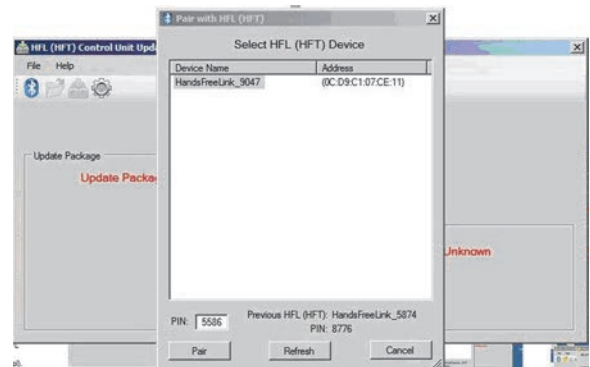 Pair with HFL (HFT)
HFL (HFT) Control Unit Upda
File Help
Select HFL (HFT) Device
Device Name Address
HandsFreeLink_9047 (0C:D9:C1:07:CE:11)
Update Package
Update Packa
Unknown
PIN: 5586
Previous HFL (HFT): HandsFreeLink_5874
PIN: 8776
Pair Refresh Cancel